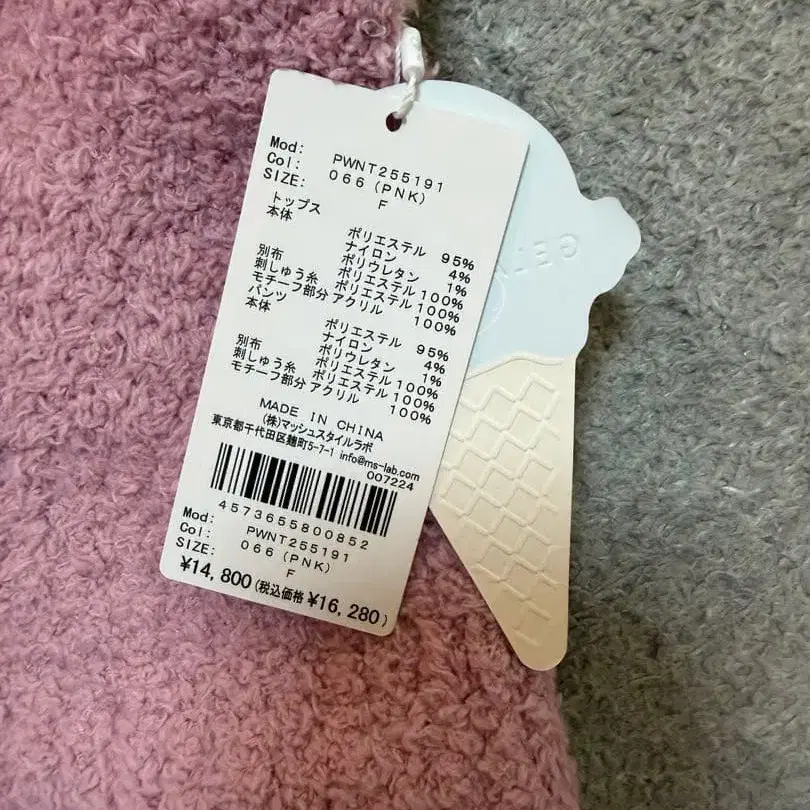 Mod: PWNT255191
Col: 066 (PNK)
SIZE: F
トップス
本体
ポリエステル 95%
ナイロン 4%
ポリウレタン 1%
別布 ポリエステル 100%
刺しゅう糸 ポリエステル 100%
モチーフ部分 アクリル 100%
パンツ
本体
ポリエステル 95%
ナイロン 4%
ポリウレタン 1%
別布 ポリエステル 100%
刺しゅう糸 ポリエステル 100%
モチーフ部分 アクリル 100%
MADE IN CHINA
(株)マッシュスタイルラボ
東京都千代田区麹町5-7-1 info@ms-lab.com
007224
4573655800852
Mod: PWNT255191
Col: 066 (PNK)
SIZE: F
¥14,800(税込価格 ¥16,280)